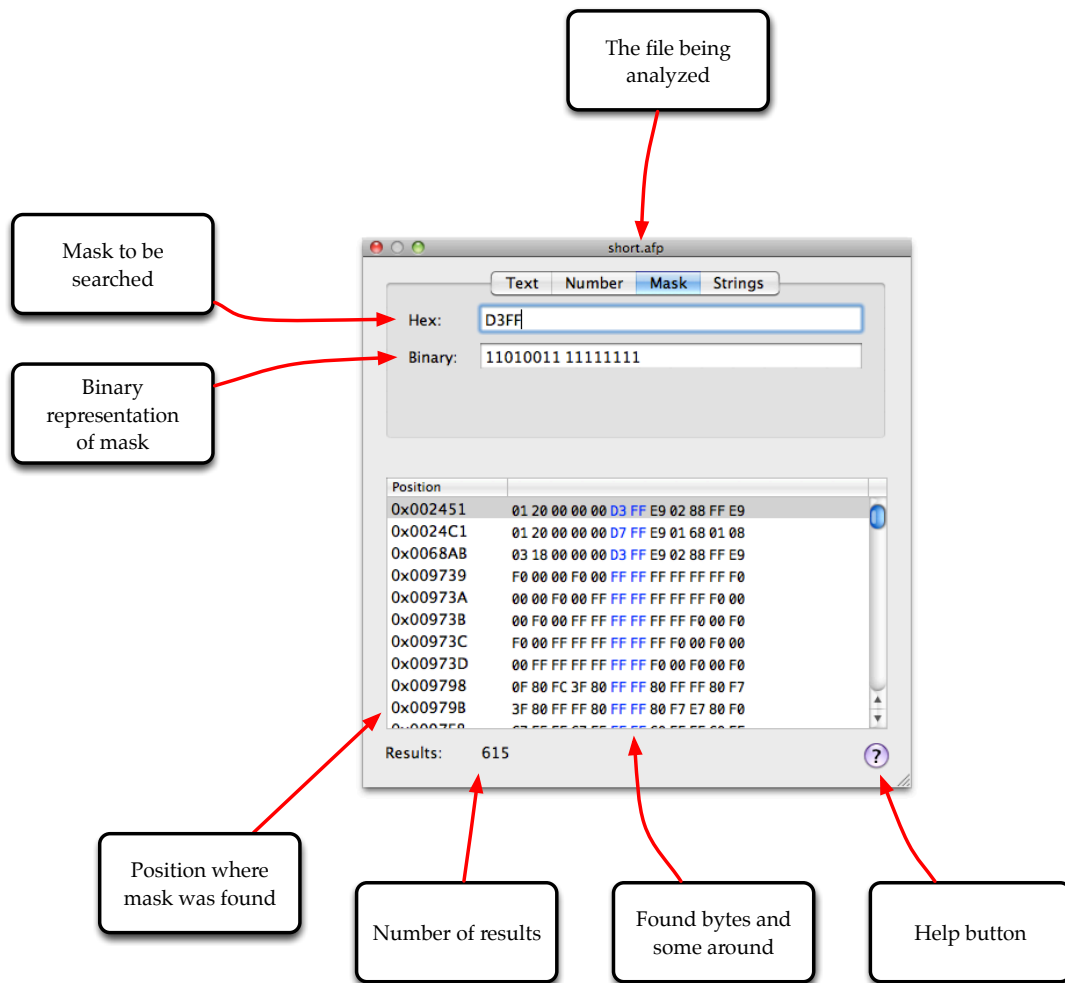 The file being
analyzed
Mask to be
searched
short.afp
Text Number Mask Strings
Hex: D3FF
Binary: 11010011 11111111
Binary
representation
of mask
Position
0x002451 01 20 00 00 00 D3 FF E9 02 88 FF E9
0x0024C1 01 20 00 00 00 D7 FF E9 01 68 01 08
0x0068AB 03 18 00 00 00 D3 FF E9 02 88 FF E9
0x009739 F0 00 00 F0 00 FF FF FF FF FF FF F0
0x00973A 00 00 F0 00 FF FF FF FF FF FF F0 00
0x00973B 00 F0 00 FF FF FF FF FF FF F0 00 F0
0x00973C F0 00 FF FF FF FF FF FF F0 00 F0 00
0x00973D 00 FF FF FF FF FF FF F0 00 F0 00 F0
0x009798 0F 80 FC 3F 80 FF FF 80 FF FF 80 F7
0x00979B 3F 80 FF FF 80 FF FF 80 F7 E7 80 F0
Results: 615
?
Position where
mask was found
Number of results
Found bytes and
some around
Help button